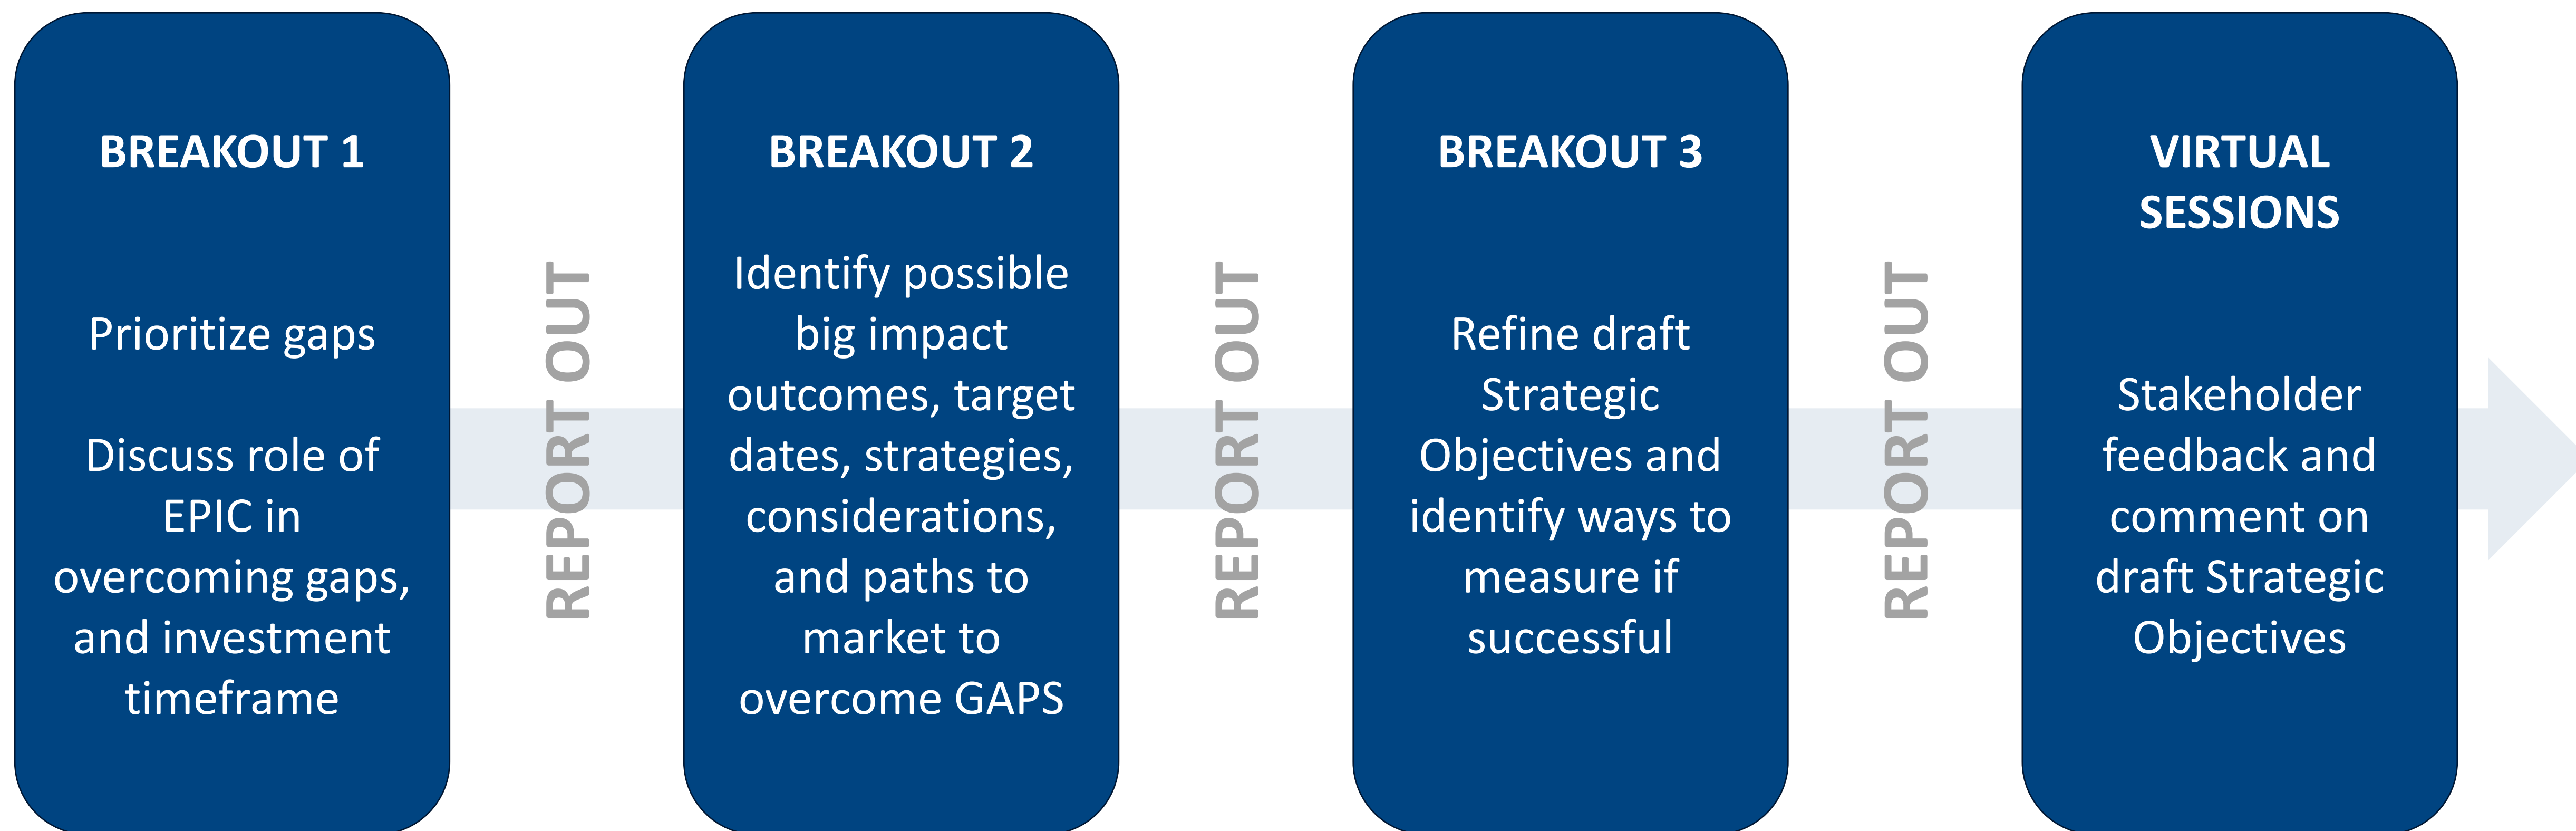 BREAKOUT 1
Prioritize gaps
Discuss role of
EPIC in
overcoming gaps,
and investment
timeframe
REPORT OUT
BREAKOUT 2
Identify possible
big impact
outcomes, target
dates, strategies,
considerations,
and paths to
market to
overcome GAPS
REPORT OUT
BREAKOUT 3
Refine draft
Strategic
Objectives and
identify ways to
measure if
successful
REPORT OUT
VIRTUAL
SESSIONS
Stakeholder
feedback and
comment on
draft Strategic
Objectives